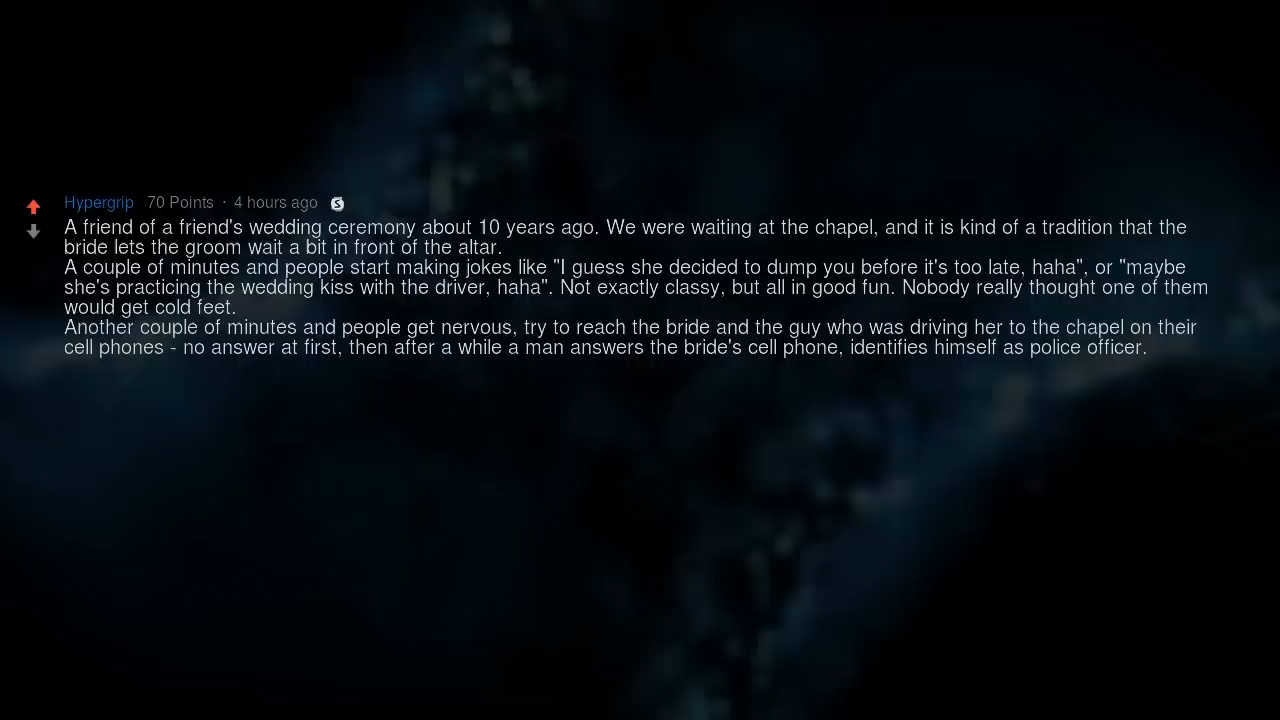 Hypergrip 70 Points · 4 hours ago
A friend of a friend's wedding ceremony about 10 years ago. We were waiting at the chapel, and it is kind of a tradition that the
bride lets the groom wait a bit in front of the altar.
A couple of minutes and people start making jokes like "I guess she decided to dump you before it's too late, haha", or "maybe
she's practicing the wedding kiss with the driver, haha". Not exactly classy, but all in good fun. Nobody really thought one of them
would get cold feet.
Another couple of minutes and people get nervous, try to reach the bride and the guy who was driving her to the chapel on their
cell phones - no answer at first, then after a while a man answers the bride's cell phone, identifies himself as police officer.